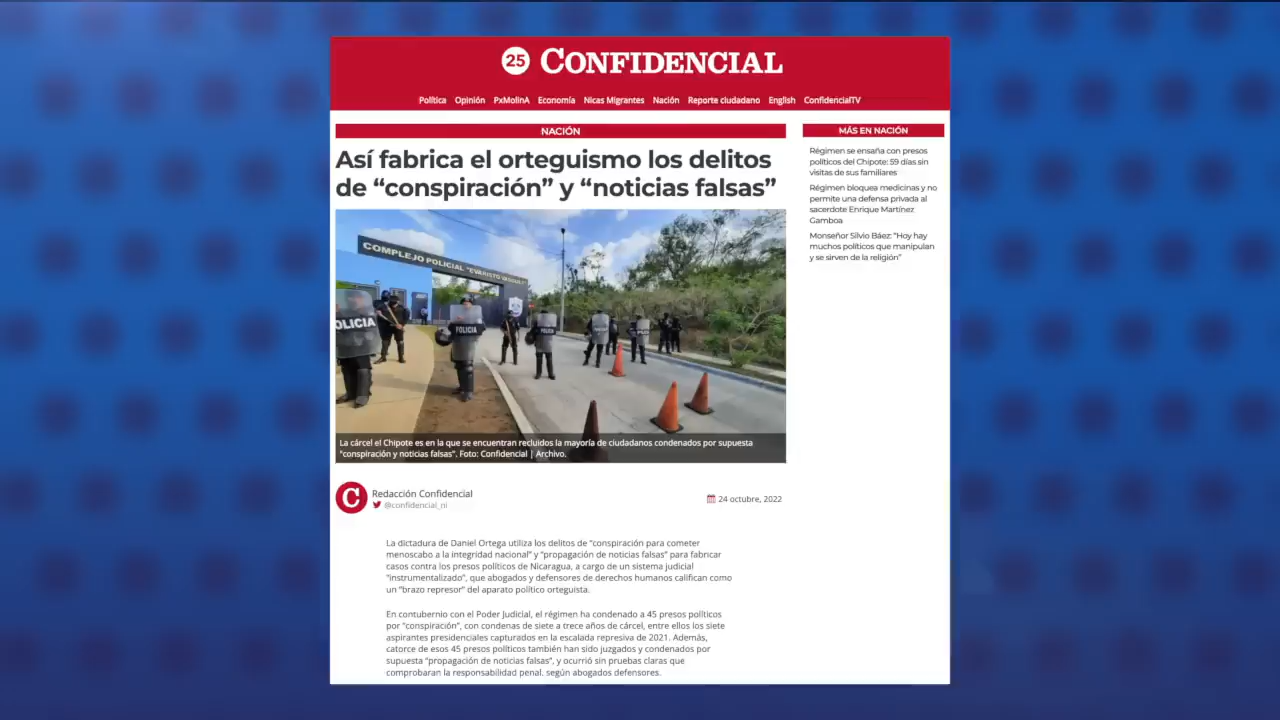 25 CONFIDENCIAL
Política Opinión PxMolinA Economía Nicas Migrantes Nación Reporte ciudadano English ConfidencialTV
NACIÓN
Así fabrica el orteguismo los delitos
de “conspiración” y “noticias falsas”
COMPLEJO POLICIAL "EVARISTO VÁSQUEZ"
POLICIA
POLICIA
POLICIA
La cárcel el Chipote es en la que se encuentran recluidos la mayoría de ciudadanos condenados por supuesta
“conspiración y noticias falsas”. Foto: Confidencial | Archivo.
C
Redacción Confidencial
@confidencial_ni
24 octubre, 2022
La dictadura de Daniel Ortega utiliza los delitos de “conspiración para cometer
menoscabo a la integridad nacional” y “propagación de noticias falsas” para fabricar
casos contra los presos políticos de Nicaragua, a cargo de un sistema judicial
“instrumentalizado”, que abogados y defensores de derechos humanos califican como
un “brazo represor” del aparato político orteguista.
En contubernio con el Poder Judicial, el régimen ha condenado a 45 presos políticos
por “conspiración”, con condenas de siete a trece años de cárcel, entre ellos los siete
aspirantes presidenciales capturados en la escalada represiva de 2021. Además,
catorce de esos 45 presos políticos también han sido juzgados y condenados por
supuesta “propagación de noticias falsas”, y ocurrió sin pruebas claras que
comprobaran la responsabilidad penal, según abogados defensores.
MÁS EN NACIÓN
Régimen se ensaña con presos
políticos del Chipote: 59 días sin
visitas de sus familiares
Régimen bloquea medicinas y no
permite una defensa privada al
sacerdote Enrique Martínez
Gamboa
Monseñor Silvio Báez: “Hoy hay
muchos políticos que manipulan
y se sirven de la religión”